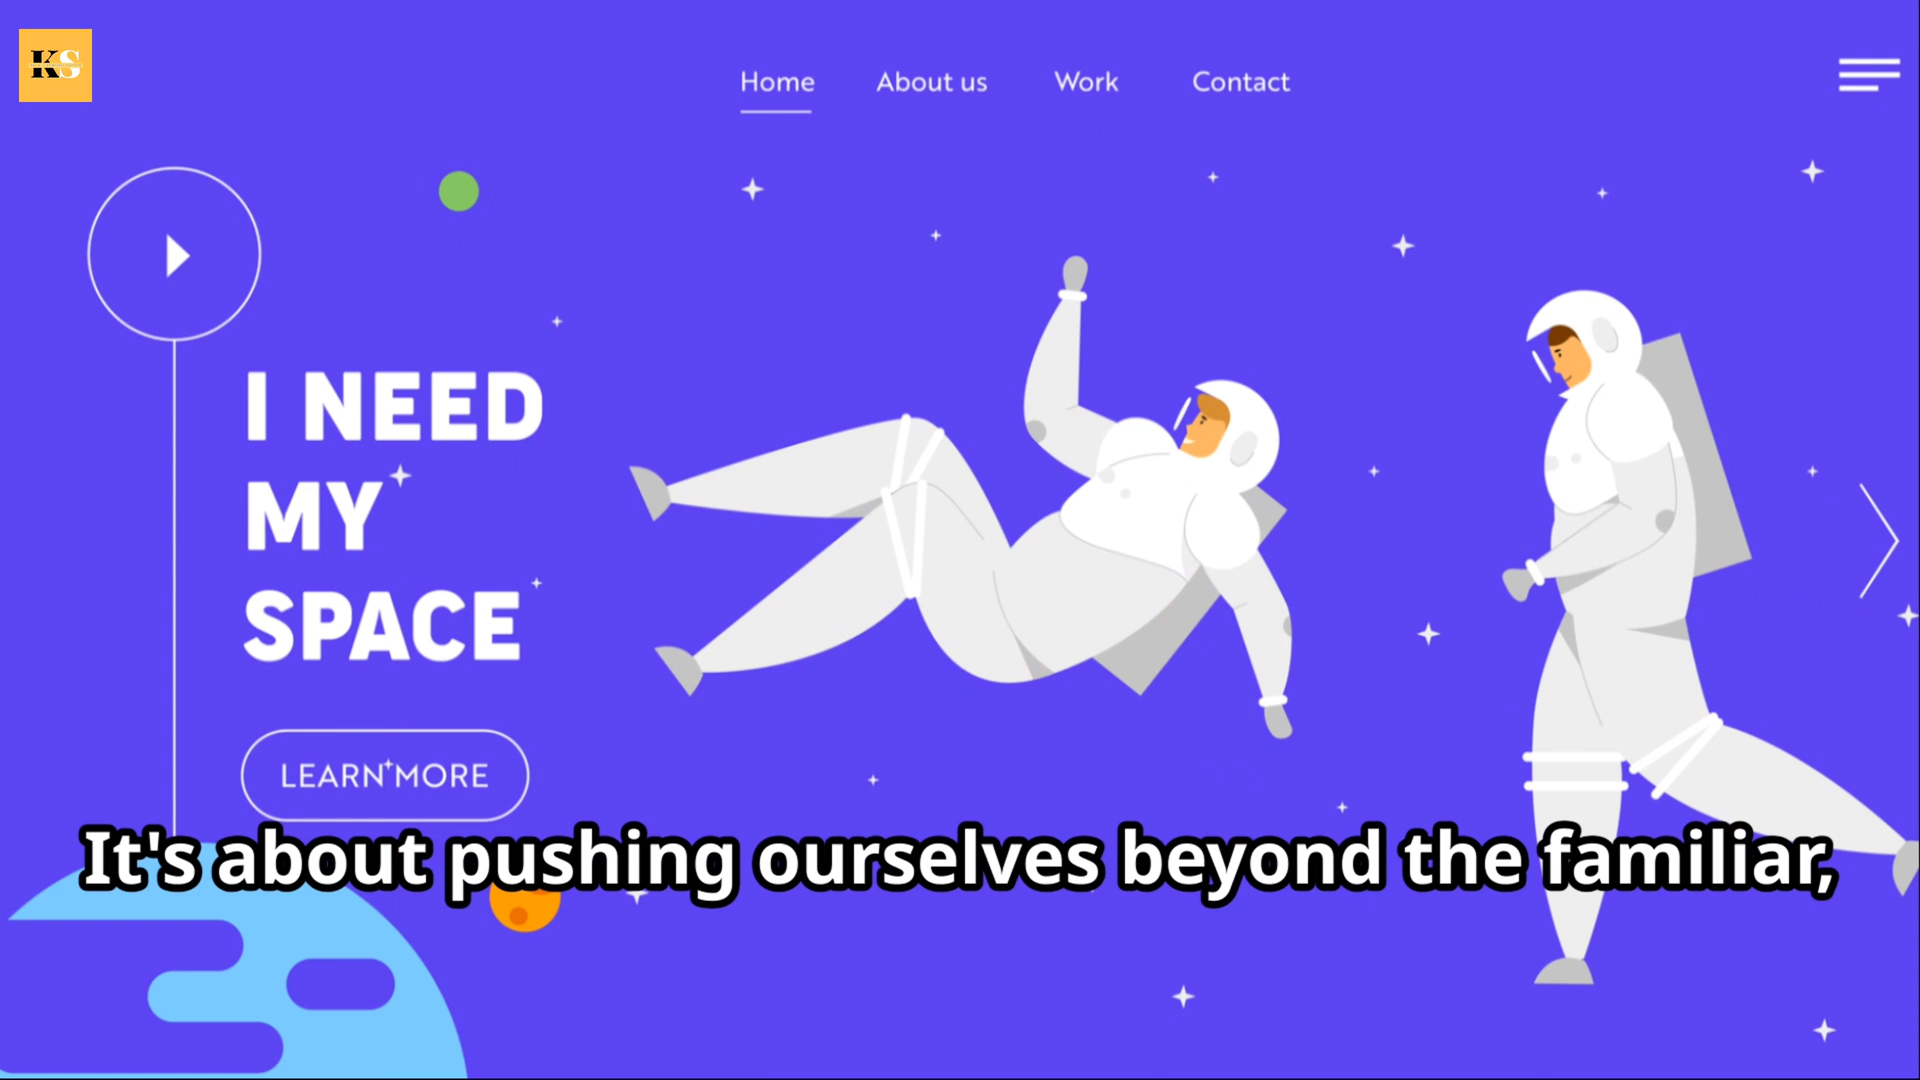 KS
Home About us Work Contact
I NEED
MY
SPACE
LEARN MORE
It's about pushing ourselves beyond the familiar,